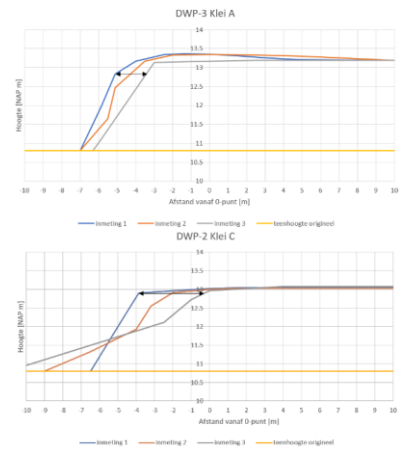 DWP-3 Klei A
14
13.5
13
12.5
12
11.5
11
10.5
10
Hoogte [NAP m]
-10 -9 -8 -7 -6 -5 -4 -3 -2 -1 0 1 2 3 4 5 6 7 8 9 10
Afstand vanaf 0-punt [m]
Inmeting 1 Inmeting 2 Inmeting 3 teenhoogte origineel
DWP-2 Klei C
14
13.5
13
12.5
12
11.5
11
10.5
10
Hoogte [NAP m]
-10 -9 -8 -7 -6 -5 -4 -3 -2 -1 0 1 2 3 4 5 6 7 8 9 10
Afstand vanaf 0-punt [m]
Inmeting 1 Inmeting 2 Inmeting 3 teenhoogte origineel